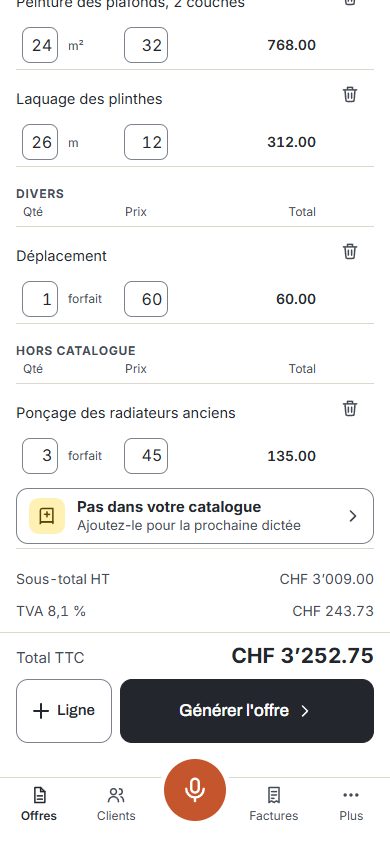 Peinture des plafonds, 2 couches
24 m² 32 768.00
Laquage des plinthes
26 m 12 312.00
DIVERS
Qté Prix Total
Déplacement
1 forfait 60 60.00
HORS CATALOGUE
Qté Prix Total
Ponçage des radiateurs anciens
3 forfait 45 135.00
Pas dans votre catalogue
Ajoutez-le pour la prochaine dictée
Sous-total HT CHF 3’009.00
TVA 8,1 % CHF 243.73
Total TTC CHF 3’252.75
Ligne Générer l'offre
Offres Clients Factures Plus